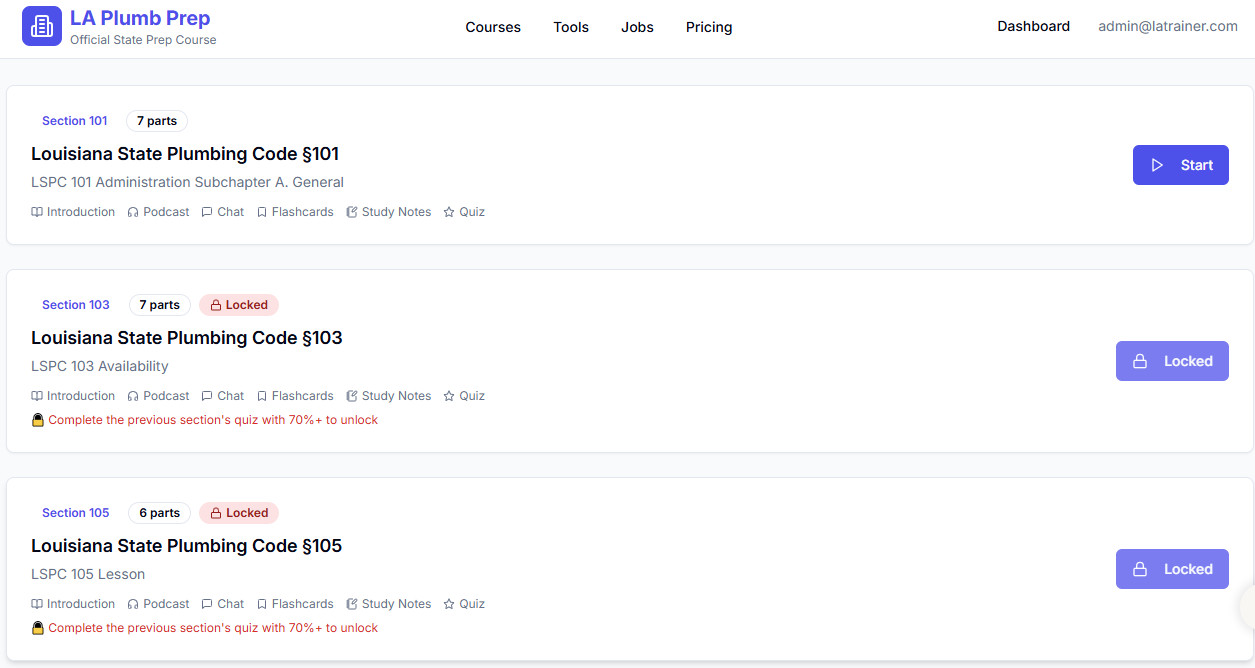 LA Plumb Prep
Official State Prep Course
Courses Tools Jobs Pricing
Dashboard admin@latrainer.com
Section 101 7 parts
Louisiana State Plumbing Code §101
LSPC 101 Administration Subchapter A. General
Introduction Podcast Chat Flashcards Study Notes Quiz
Start
Section 103 7 parts Locked
Louisiana State Plumbing Code §103
LSPC 103 Availability
Introduction Podcast Chat Flashcards Study Notes Quiz
Complete the previous section's quiz with 70%+ to unlock
Locked
Section 105 6 parts Locked
Louisiana State Plumbing Code §105
LSPC 105 Lesson
Introduction Podcast Chat Flashcards Study Notes Quiz
Complete the previous section's quiz with 70%+ to unlock
Locked